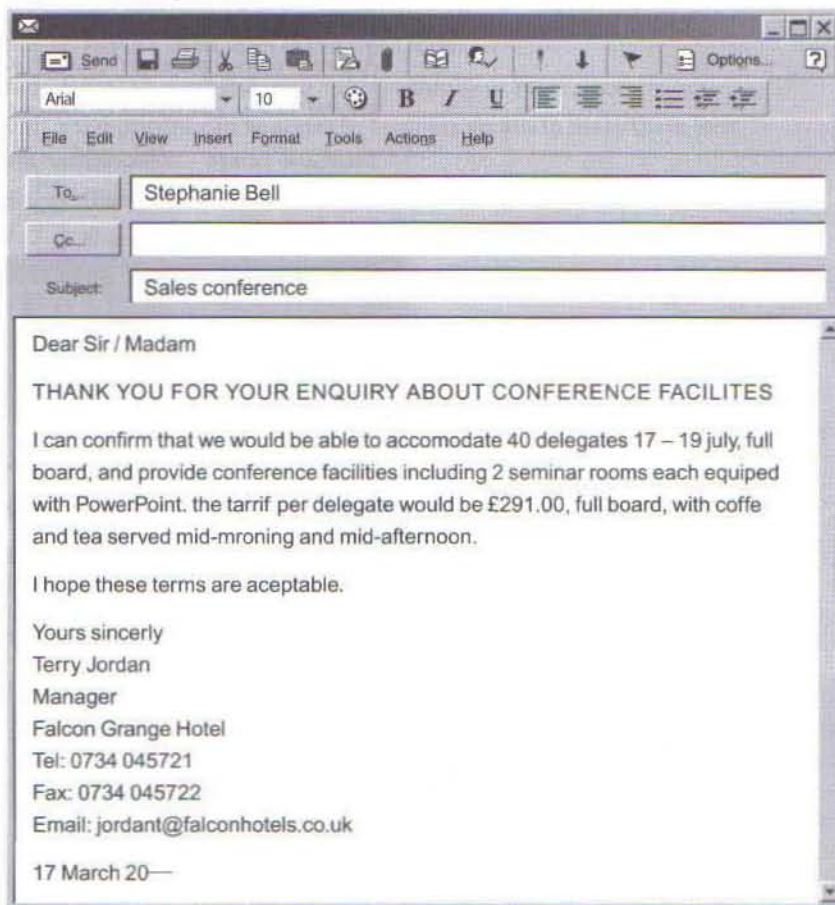 Send
Options...
Arial
10
B I U
File Edit View Insert Format Tools Actions Help
To...
Stephanie Bell
Cc...
Subject:
Sales conference
Dear Sir / Madam
THANK YOU FOR YOUR ENQUIRY ABOUT CONFERENCE FACILITES
I can confirm that we would be able to accomodate 40 delegates 17 – 19 july, full
board, and provide conference facilities including 2 seminar rooms each equiped
with PowerPoint. the tarrif per delegate would be £291.00, full board, with coffe
and tea served mid-mroning and mid-afternoon.
I hope these terms are aceptable.
Yours sincerly
Terry Jordan
Manager
Falcon Grange Hotel
Tel: 0734 045721
Fax: 0734 045722
Email: jordant@falconhotels.co.uk
17 March 20—